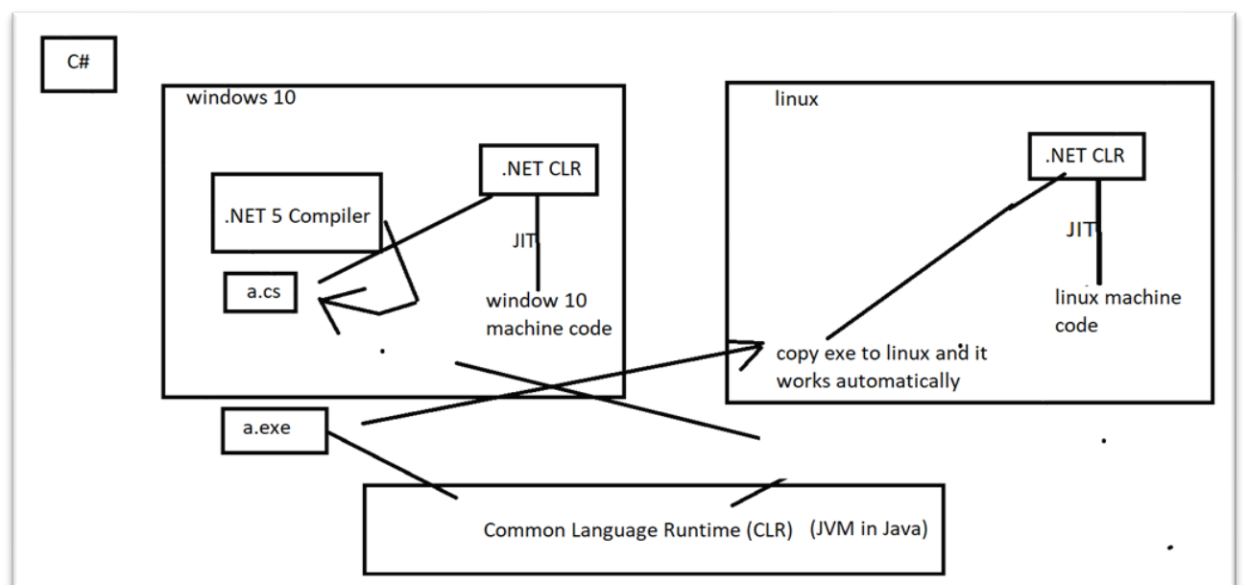 C#
windows 10
linux
.NET CLR
.NET CLR
.NET 5 Compiler
JIT
JIT
a.cs
window 10
machine code
linux machine
code
copy exe to linux and it
works automatically
a.exe
Common Language Runtime (CLR) (JVM in Java)